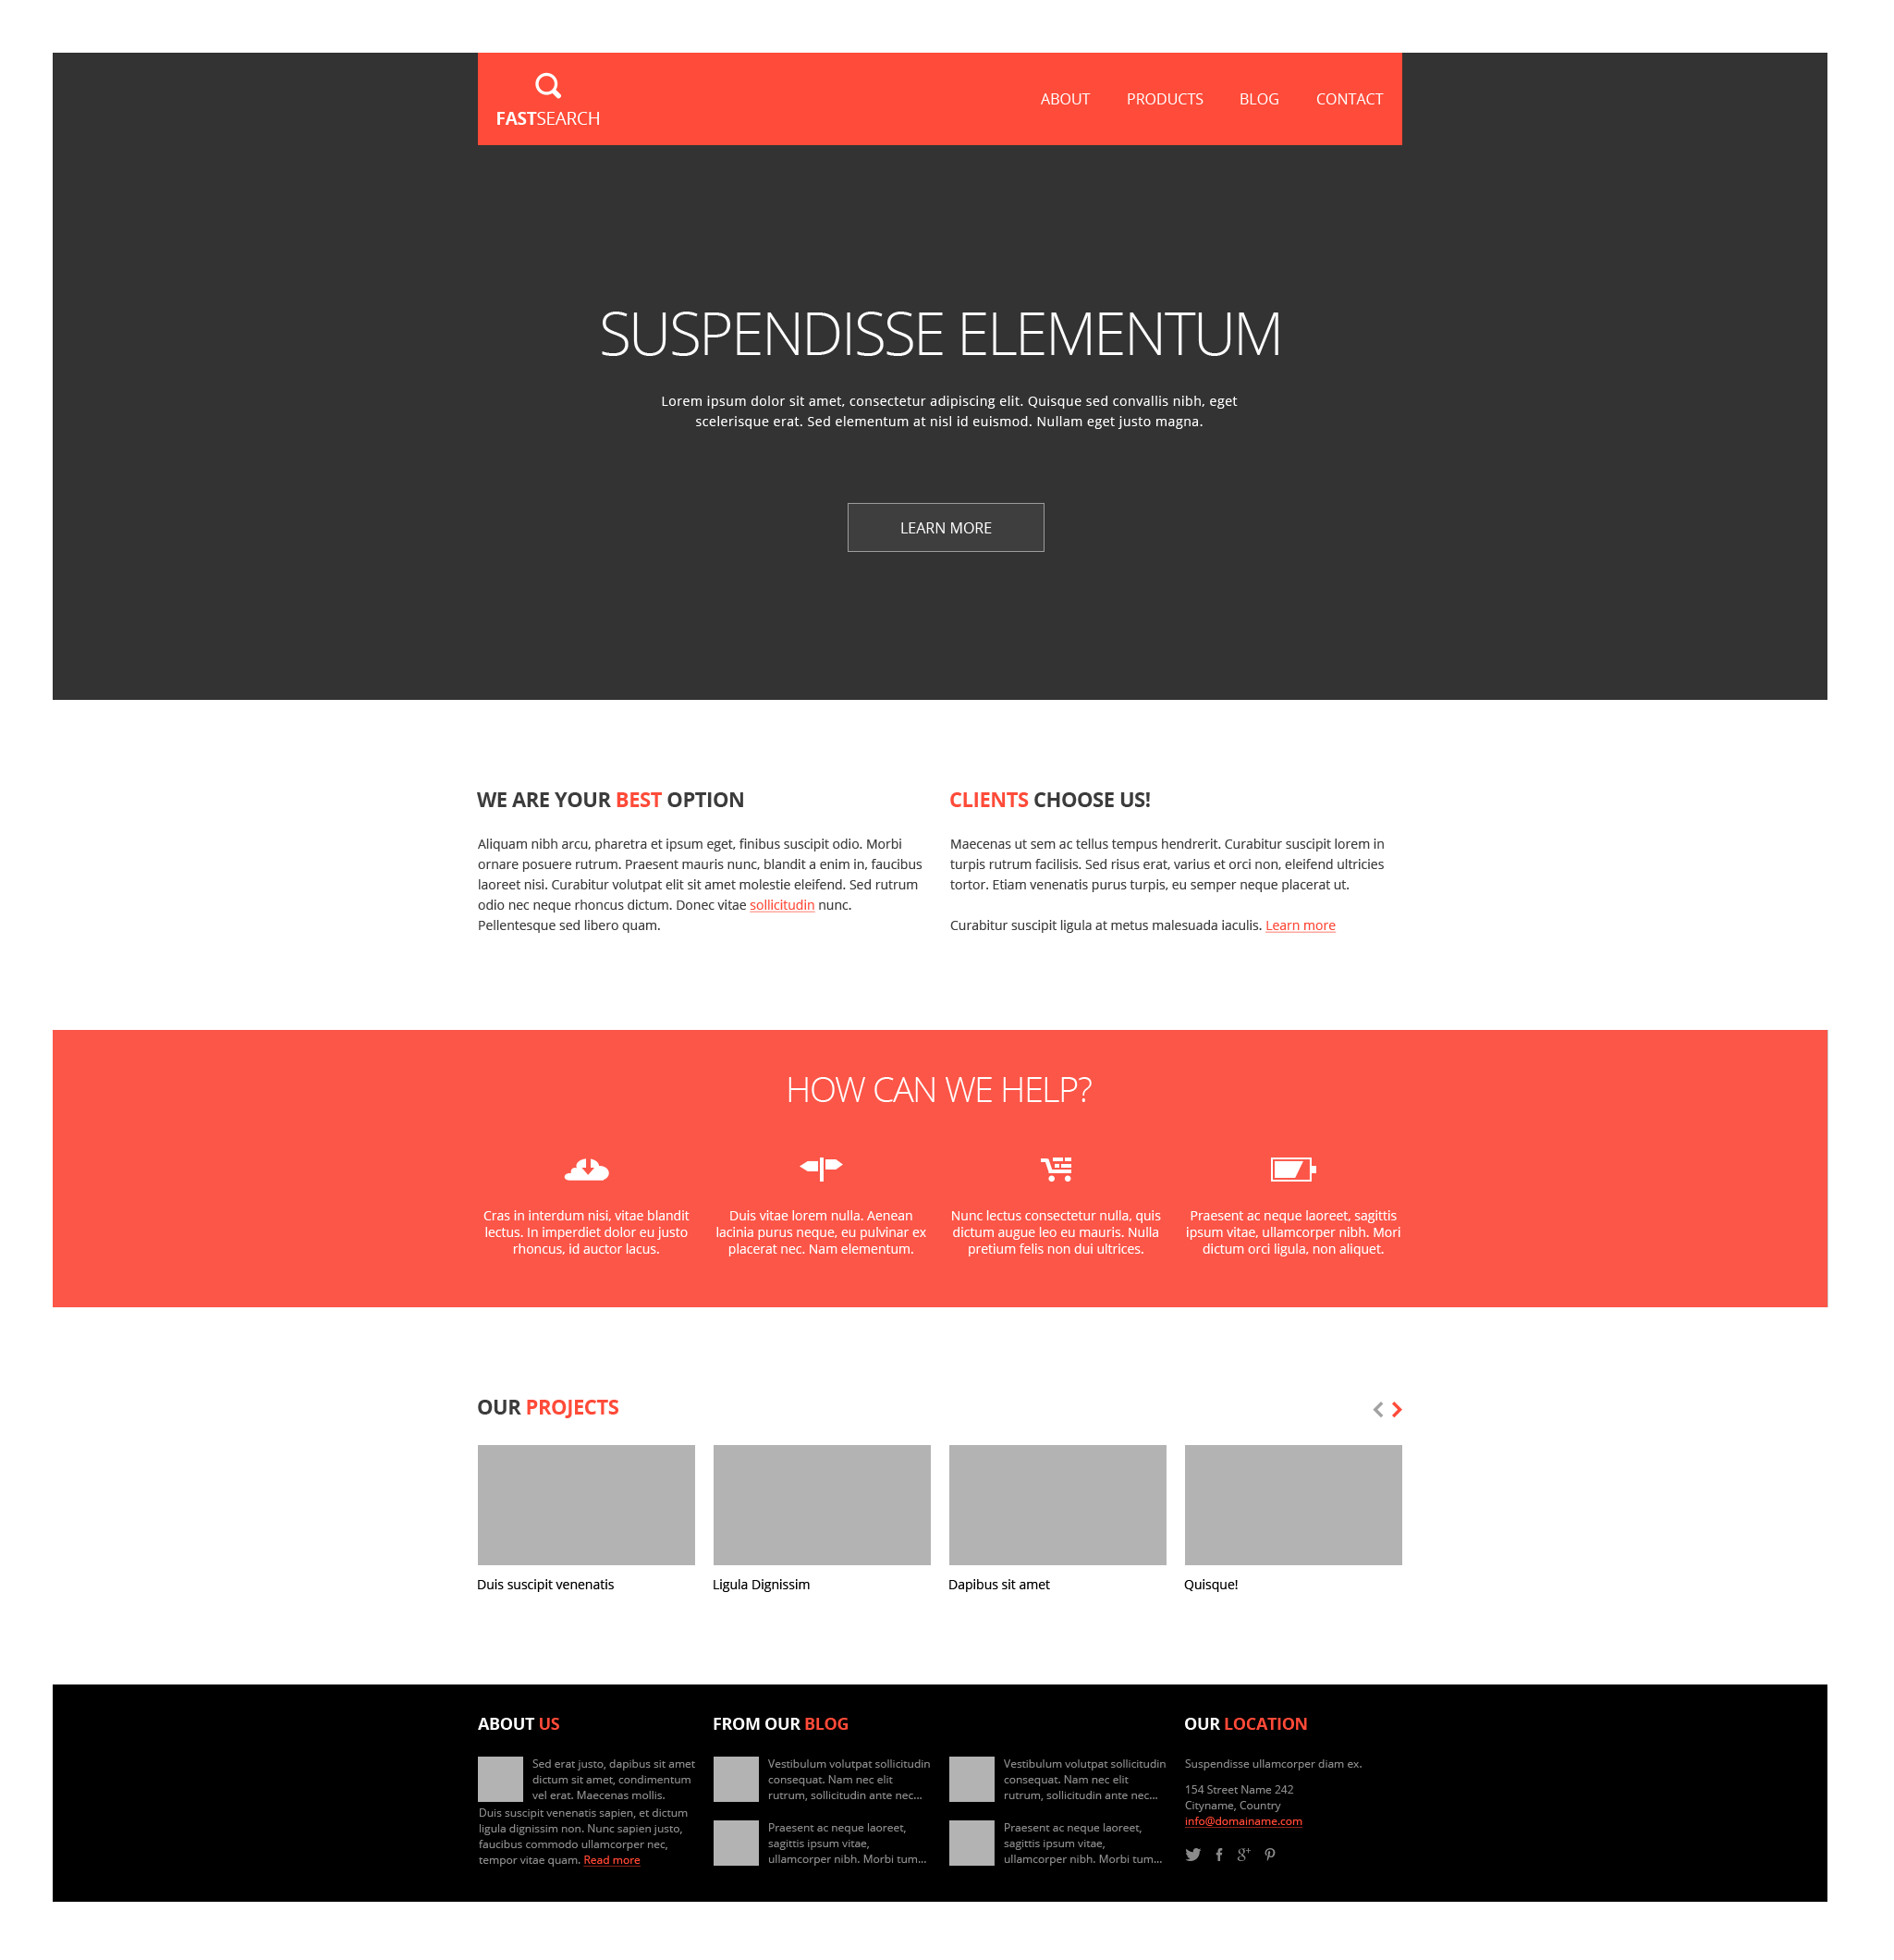 FASTSEARCH
ABOUT PRODUCTS BLOG CONTACT
SUSPENDISSE ELEMENTUM
Lorem ipsum dolor sit amet, consectetur adipiscing elit. Quisque sed convallis nibh, eget
scelerisque erat. Sed elementum at nisl id euismod. Nullam eget justo magna.
LEARN MORE
WE ARE YOUR BEST OPTION
Aliquam nibh arcu, pharetra et ipsum eget, finibus suscipit odio. Morbi
ornare posuere rutrum. Praesent mauris nunc, blandit a enim in, faucibus
laoreet nisi. Curabitur volutpat elit sit amet molestie eleifend. Sed rutrum
odio nec neque rhoncus dictum. Donec vitae sollicitudin nunc.
Pellentesque sed libero quam.
CLIENTS CHOOSE US!
Maecenas ut sem ac tellus tempus hendrerit. Curabitur suscipit lorem in
turpis rutrum facilisis. Sed risus erat, varius et orci non, eleifend ultricies
tortor. Etiam venenatis purus turpis, eu semper neque placerat ut.
Curabitur suscipit ligula at metus malesuada iaculis. Learn more
HOW CAN WE HELP?
Cras in interdum nisi, vitae blandit
lectus. In imperdiet dolor eu justo
rhoncus, id auctor lacus.
Duis vitae lorem nulla. Aenean
lacinia purus neque, eu pulvinar ex
placerat nec. Nam elementum.
Nunc lectus consectetur nulla, quis
dictum augue leo eu mauris. Nulla
pretium felis non dui ultrices.
Praesent ac neque laoreet, sagittis
ipsum vitae, ullamcorper nibh. Mori
dictum orci ligula, non aliquet.
OUR PROJECTS
Duis suscipit venenatis
Ligula Dignissim
Dapibus sit amet
Quisque!
ABOUT US
Sed erat justo, dapibus sit amet
dictum sit amet, condimentum
vel erat. Maecenas mollis.
Duis suscipit venenatis sapien, et dictum
ligula dignissim non. Nunc sapien justo,
faucibus commodo ullamcorper nec,
tempor vitae quam. Read more
FROM OUR BLOG
Vestibulum volutpat sollicitudin
consequat. Nam nec elit
rutrum, sollicitudin ante nec...
Praesent ac neque laoreet,
sagittis ipsum vitae,
ullamcorper nibh. Morbi tum...
Vestibulum volutpat sollicitudin
consequat. Nam nec elit
rutrum, sollicitudin ante nec...
Praesent ac neque laoreet,
sagittis ipsum vitae,
ullamcorper nibh. Morbi tum...
OUR LOCATION
Suspendisse ullamcorper diam ex.
154 Street Name 242
Cityname, Country
info@domainame.com